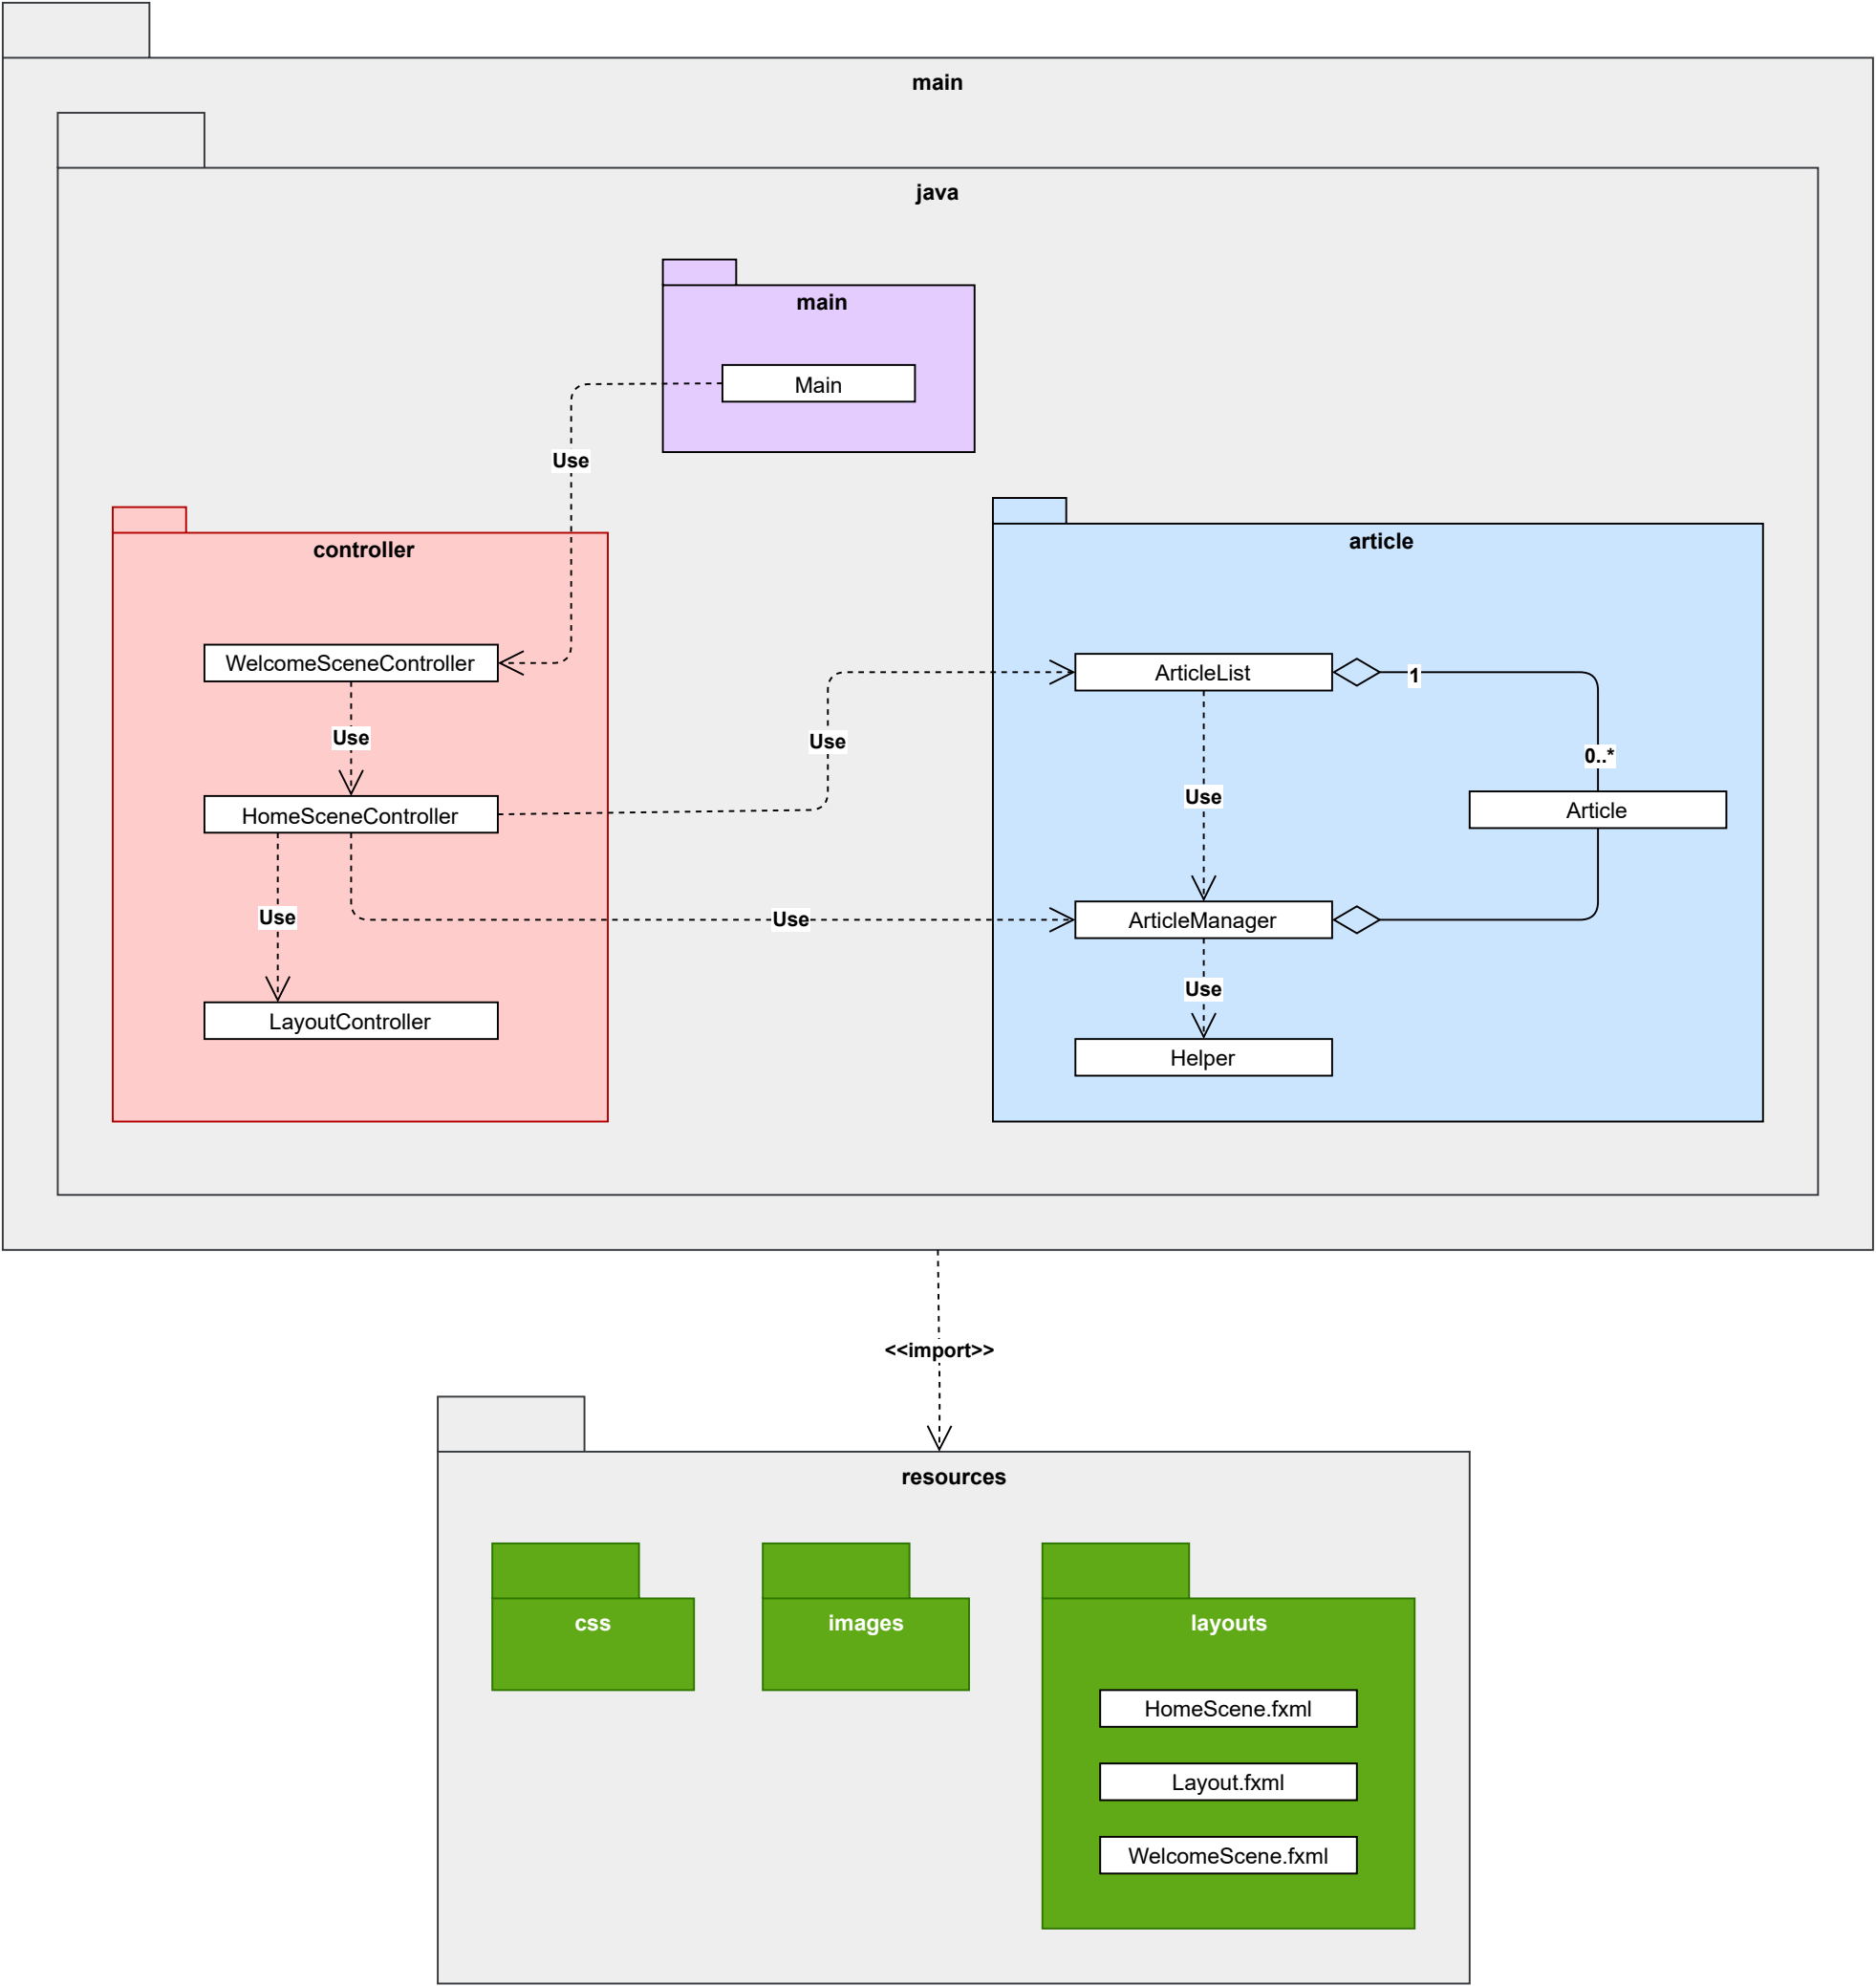 main
java
main
Main
Use
controller
article
WelcomeSceneController
ArticleList
1
Use
Use
0..*
HomeSceneController
Use
Article
Use
Use
ArticleManager
Use
LayoutController
Helper
<<import>>
resources
css
images
layouts
HomeScene.fxml
Layout.fxml
WelcomeScene.fxml